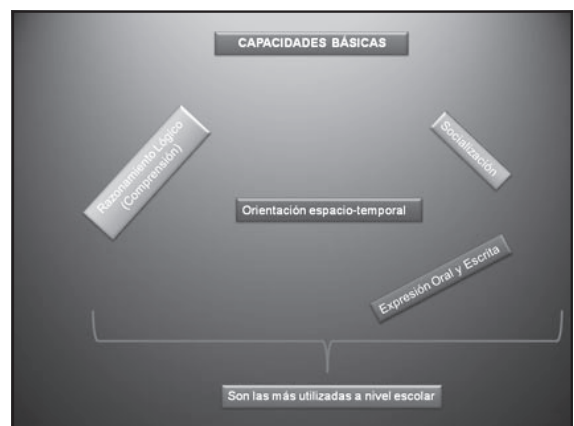 CAPACIDADES BÁSICAS
Razonamiento Lógico
(Comprensión)
Socialización
Orientación espacio-temporal
Expresión Oral y Escrita
Son las más utilizadas a nivel escolar